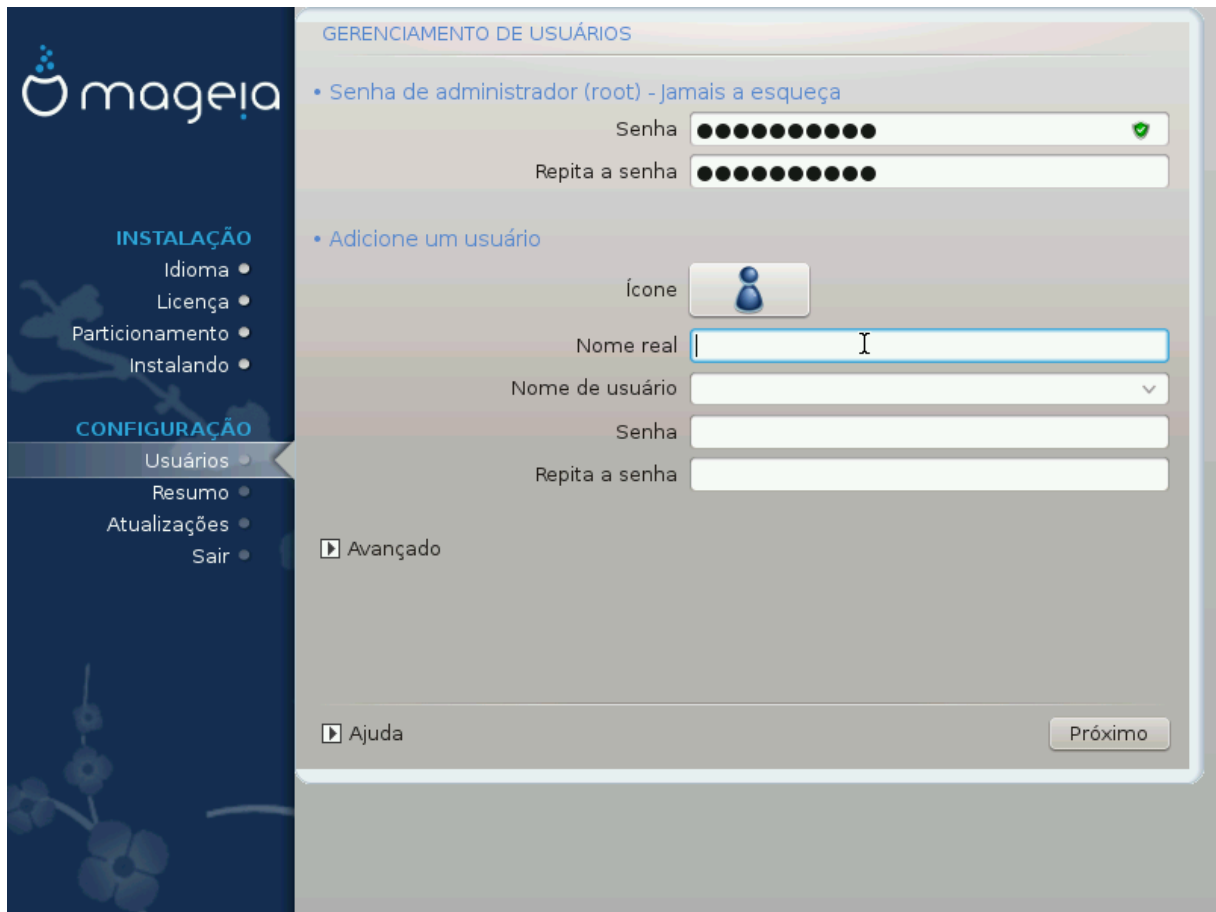 mageia
INSTALAÇÃO
Idioma
Licença
Particionamento
Instalando
CONFIGURAÇÃO
Usuários
Resumo
Atualizações
Sair
GERENCIAMENTO DE USUÁRIOS
• Senha de administrador (root) - Jamais a esqueça
Senha ●●●●●●●●●●
Repita a senha ●●●●●●●●●●
• Adicione um usuário
Ícone
Nome real
Nome de usuário
Senha
Repita a senha
Avançado
Ajuda
Próximo